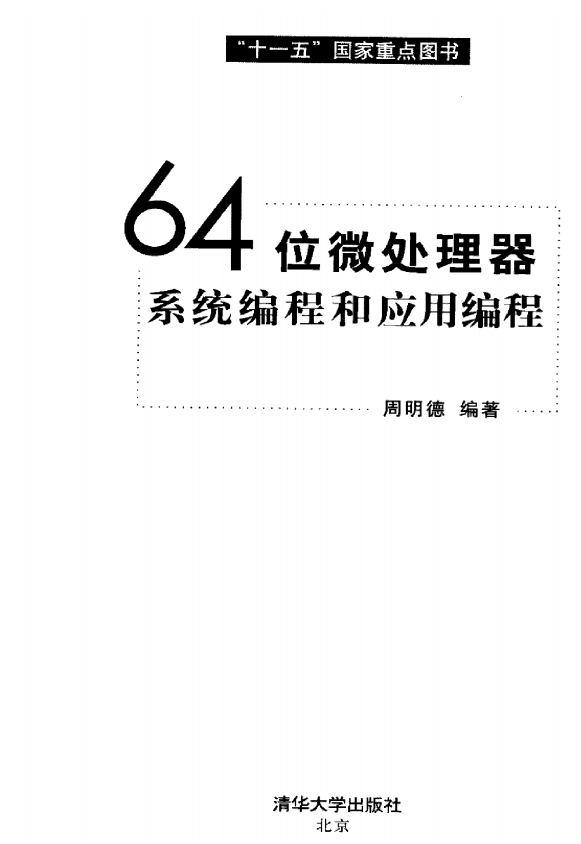 “十一五”国家重点图书
64位微处理器
系统编程和应用编程
周明德 编著
清华大学出版社
北京